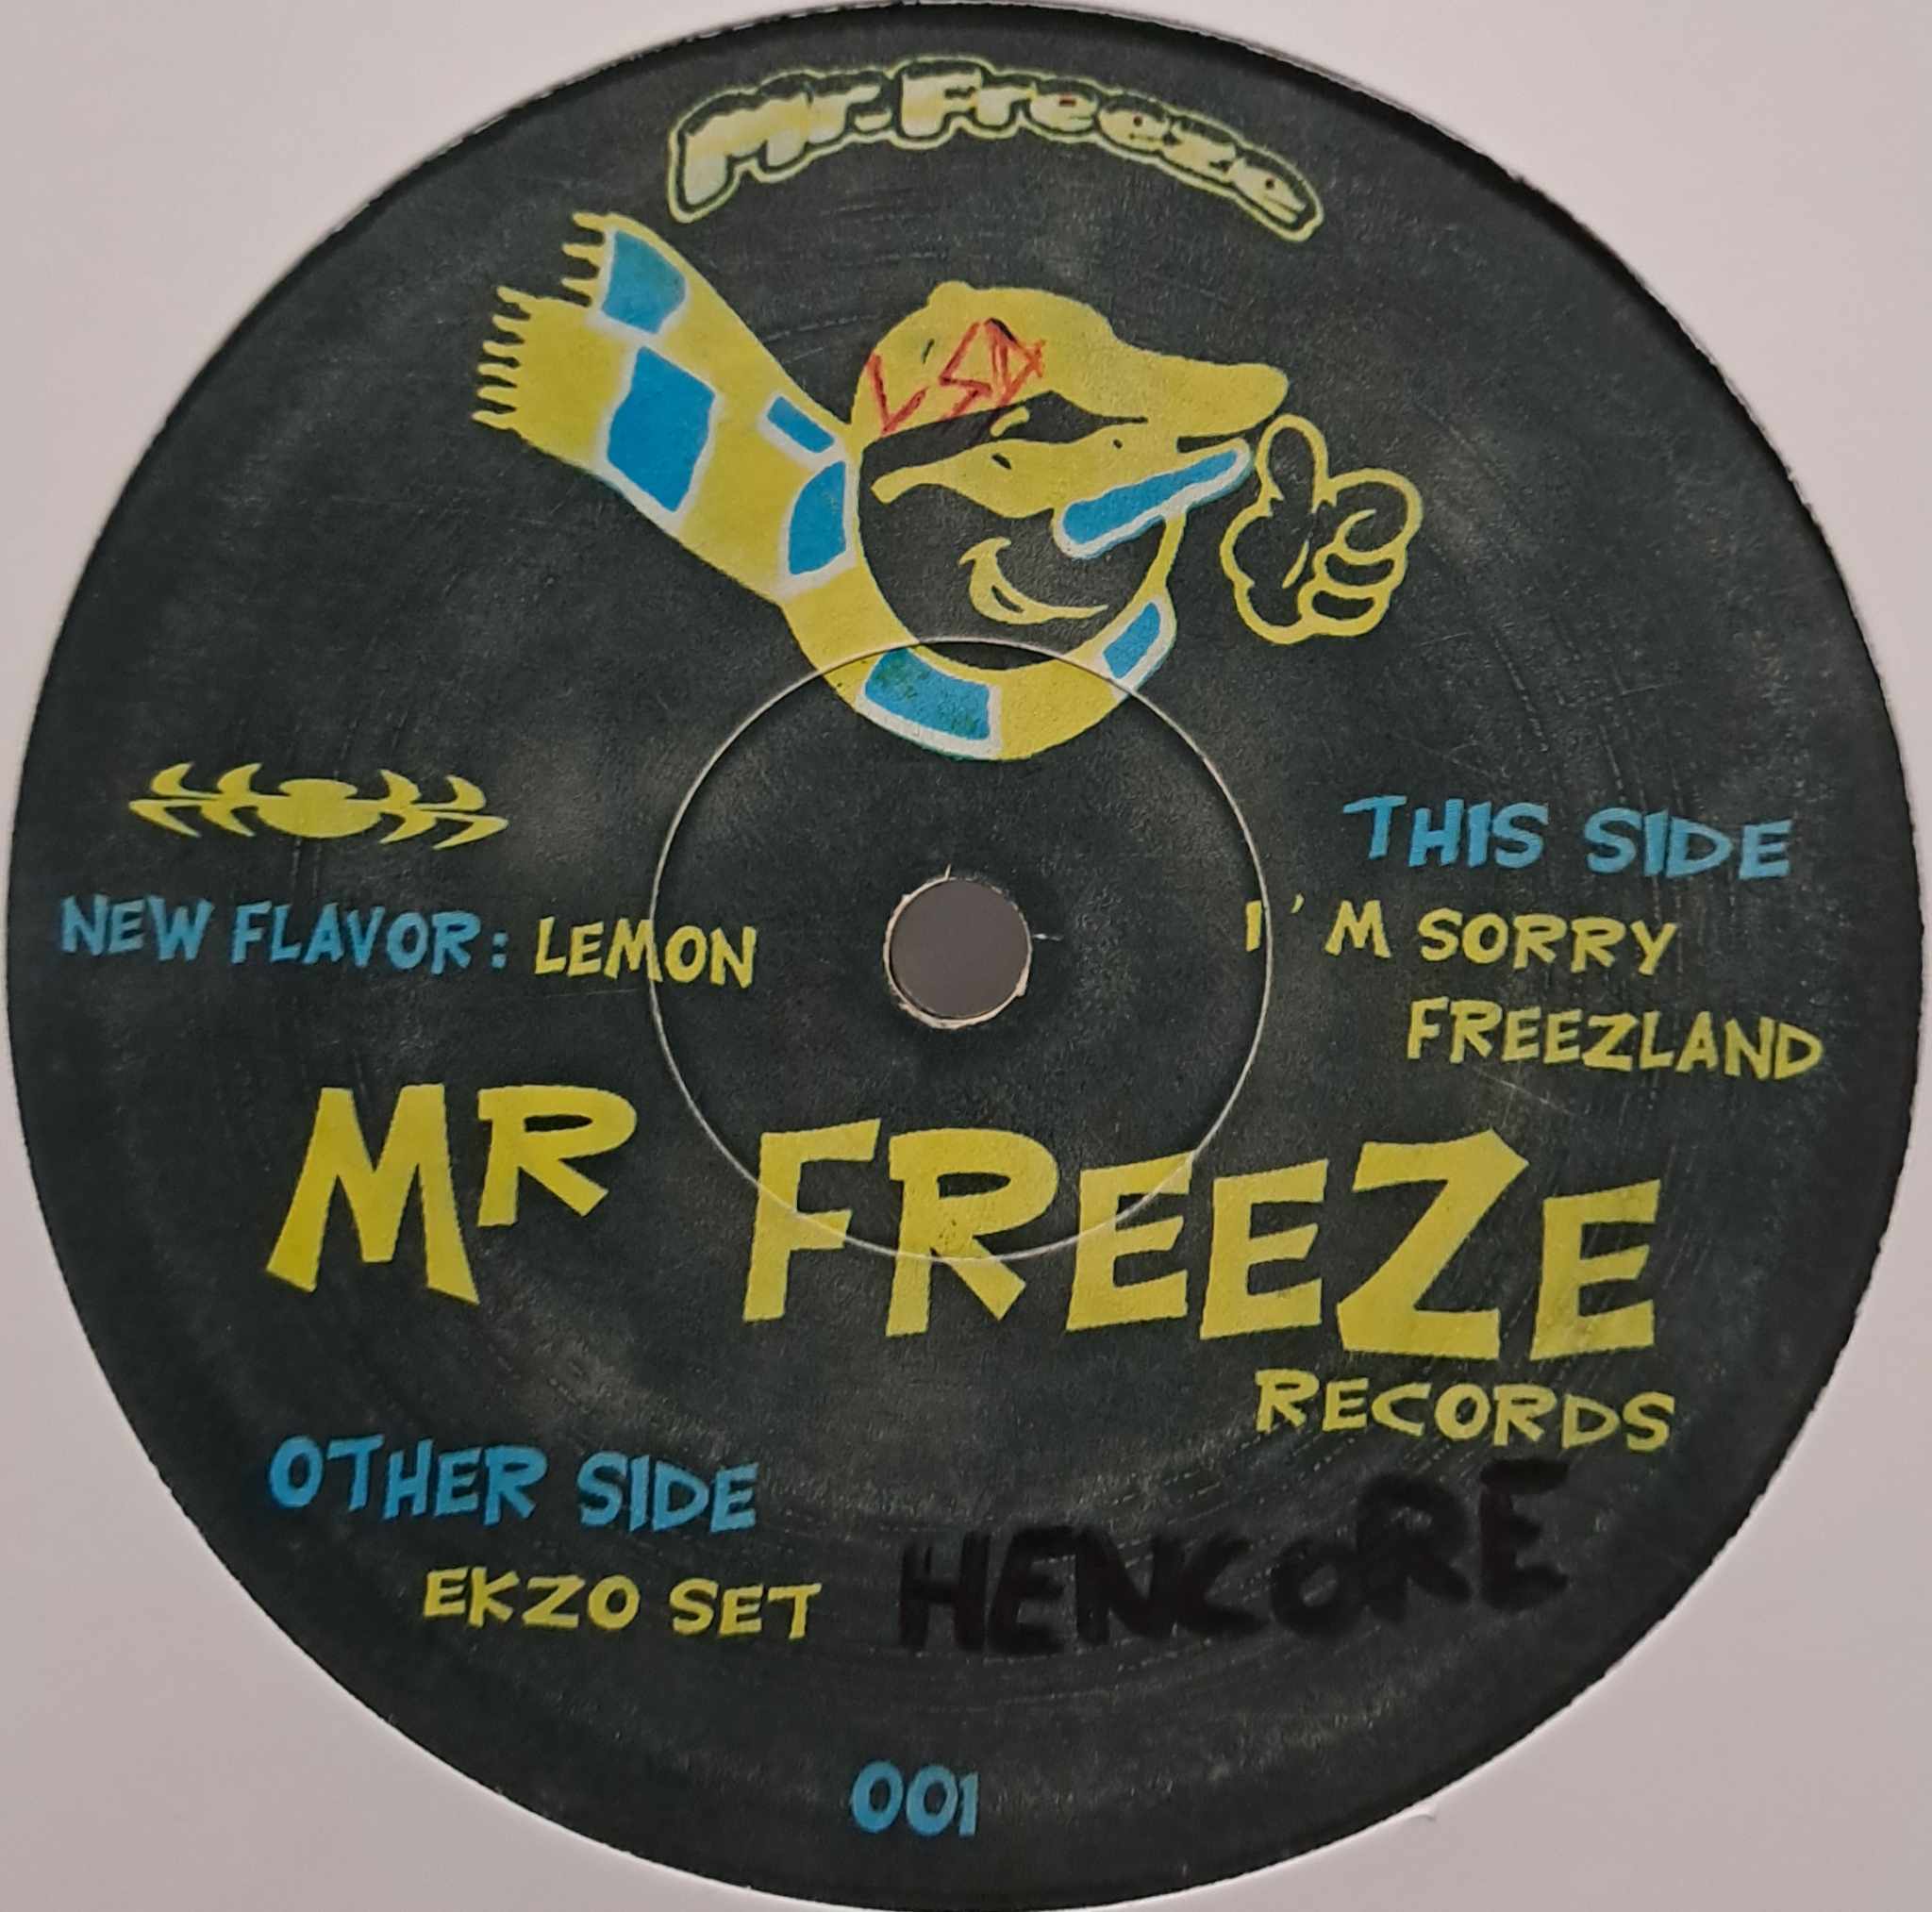 Mr. Freeze
LSD
THIS SIDE
I'M SORRY
FREEZLAND
NEW FLAVOR: LEMON
MR FREEZE
RECORDS
OTHER SIDE
EKZO SET
HENCORE
001